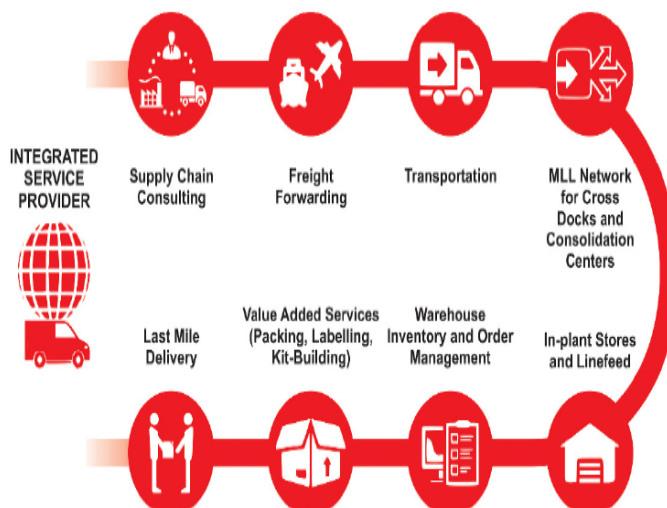 INTEGRATED
SERVICE
PROVIDER
Supply Chain
Consulting
Freight
Forwarding
Transportation
MLL Network
for Cross
Docks and
Consolidation
Centers
Last Mile
Delivery
Value Added Services
(Packing, Labelling,
Kit-Building)
Warehouse
Inventory and Order
Management
In-plant Stores
and Linefeed